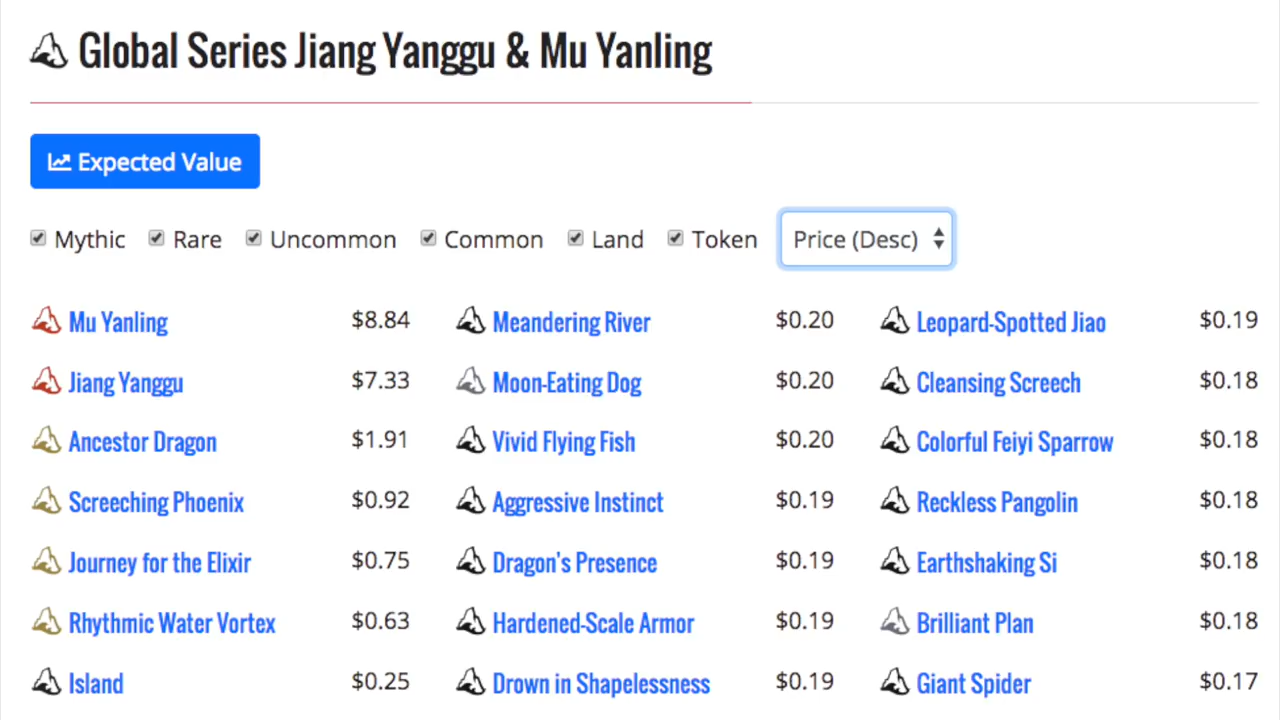 Global Series Jiang Yanggu & Mu Yanling
Expected Value
Mythic Rare Uncommon Common Land Token Price (Desc)
Mu Yanling $8.84 Meandering River $0.20 Leopard-Spotted Jiao $0.19
Jiang Yanggu $7.33 Moon-Eating Dog $0.20 Cleansing Screech $0.18
Ancestor Dragon $1.91 Vivid Flying Fish $0.20 Colorful Feiyi Sparrow $0.18
Screeching Phoenix $0.92 Aggressive Instinct $0.19 Reckless Pangolin $0.18
Journey for the Elixir $0.75 Dragon's Presence $0.19 Earthshaking Si $0.18
Rhythmic Water Vortex $0.63 Hardened-Scale Armor $0.19 Brilliant Plan $0.18
Island $0.25 Drown in Shapelessness $0.19 Giant Spider $0.17